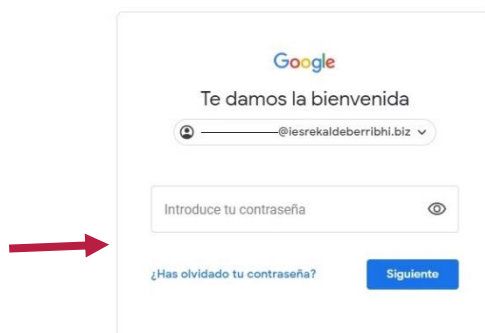 Google
Te damos la bienvenida
@iesrekaldeberribhi.biz
Introduce tu contraseña
¿Has olvidado tu contraseña?
Siguiente